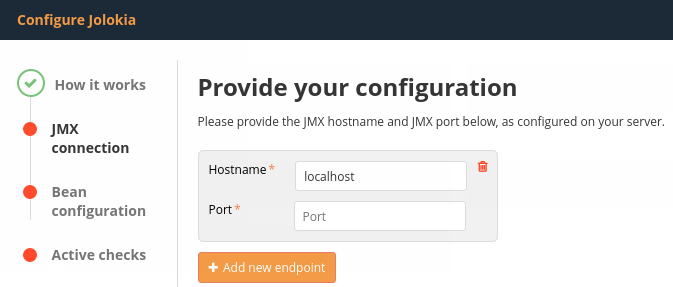 Configure Jolokia
How it works
JMX
connection
Bean
configuration
Active checks
Provide your configuration
Please provide the JMX hostname and JMX port below, as configured on your server.
Hostname* localhost
Port* Port
+ Add new endpoint